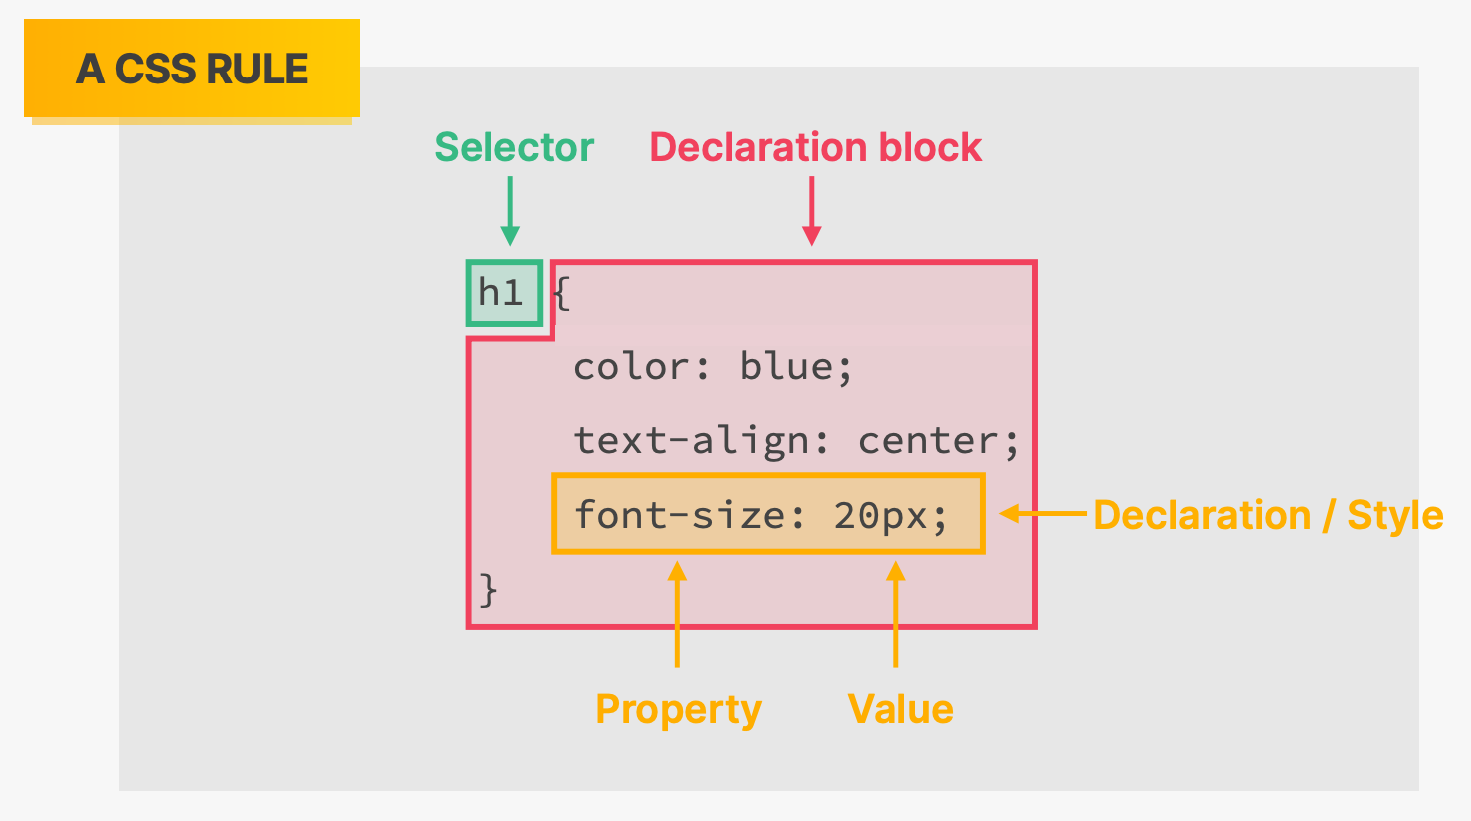 A CSS RULE
Selector
Declaration block
h1 {
color: blue;
text-align: center;
font-size: 20px;
Declaration / Style
}
Property
Value